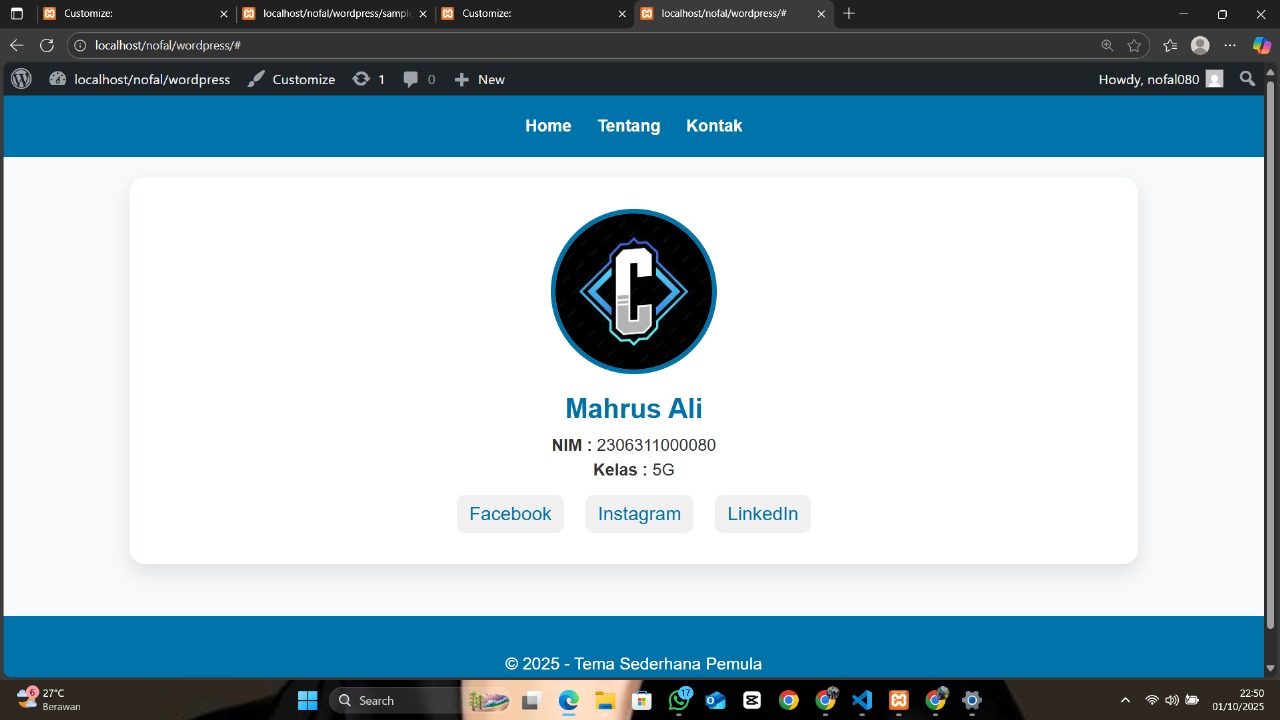 Customize:
localhost/nofal/wordpress/sampl
Customize:
localhost/nofal/wordpress/#
localhost/nofal/wordpress/#
localhost/nofal/wordpress
Customize
1
0
New
Howdy, nofal080
Home
Tentang
Kontak
C
Mahrus Ali
NIM : 2306311000080
Kelas : 5G
Facebook
Instagram
LinkedIn
© 2025 - Tema Sederhana Pemula
6
27°C
Berawan
Search
17
22:50
01/10/2025